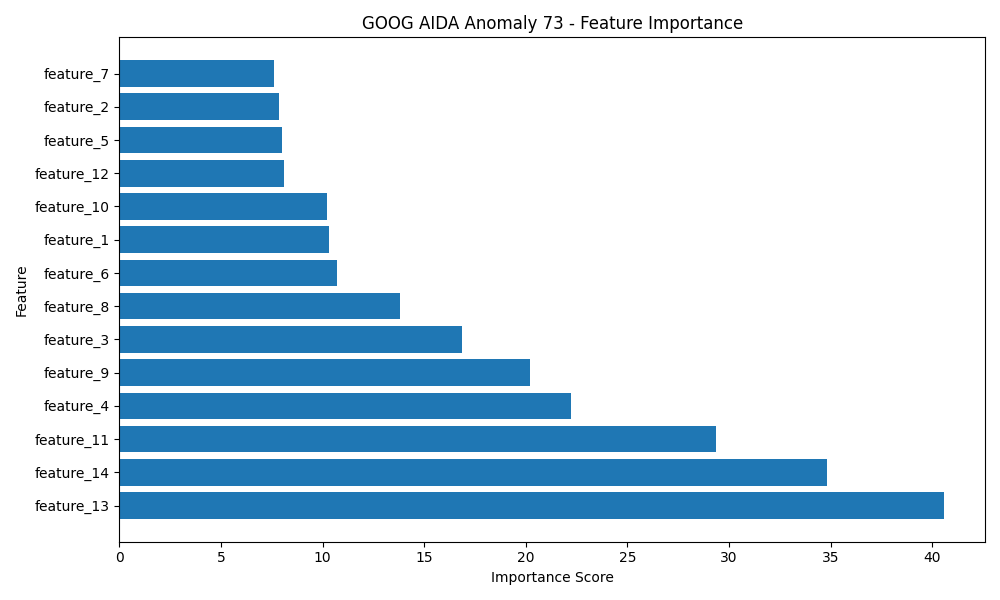 GOOG AIDA Anomaly 73 - Feature Importance
Feature
feature_7
feature_2
feature_5
feature_12
feature_10
feature_1
feature_6
feature_8
feature_3
feature_9
feature_4
feature_11
feature_14
feature_13
0 5 10 15 20 25 30 35 40
Importance Score